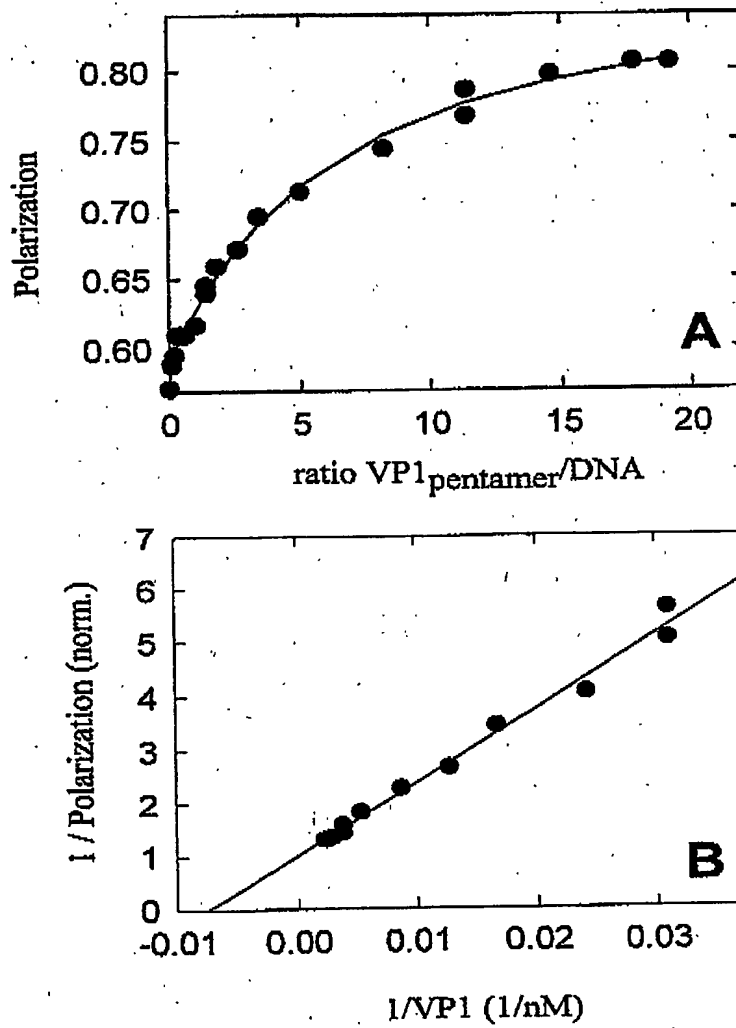 0.80
0.75
0.70
0.65
0.60
Polarization
A
0 5 10 15 20
ratio VP1pentamer/DNA
7
6
5
4
3
2
1
0
1 / Polarization (norm.)
B
-0.01 0.00 0.01 0.02 0.03
1/VP1 (1/nM)